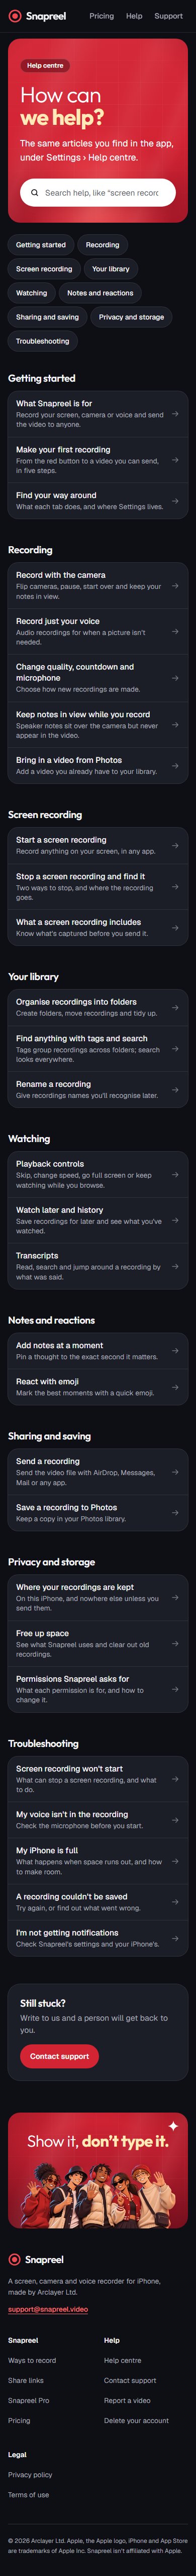 Snapreel
Pricing
Help
Support
Help centre
How can
we help?
The same articles you find in the app,
under Settings › Help centre.
Search help, like "screen recor
Getting started
Recording
Screen recording
Your library
Watching
Notes and reactions
Sharing and saving
Privacy and storage
Troubleshooting
Getting started
What Snapreel is for
Record your screen, camera or voice and send
the video to anyone.
Make your first recording
From the red button to a video you can send,
in five steps.
Find your way around
What each tab does, and where Settings lives.
Recording
Record with the camera
Flip cameras, pause, start over and keep your
notes in view.
Record just your voice
Audio recordings for when a picture isn't
needed.
Change quality, countdown and
microphone
Choose how new recordings are made.
Keep notes in view while you record
Speaker notes sit over the camera but never
appear in the video.
Bring in a video from Photos
Add a video you already have to your library.
Screen recording
Start a screen recording
Record anything on your screen, in any app.
Stop a screen recording and find it
Two ways to stop, and where the recording
goes.
What a screen recording includes
Know what's captured before you send it.
Your library
Organise recordings into folders
Create folders, move recordings and tidy up.
Find anything with tags and search
Tags group recordings across folders; search
looks everywhere.
Rename a recording
Give recordings names you'll recognise later.
Watching
Playback controls
Skip, change speed, go full screen or keep
watching while you browse.
Watch later and history
Save recordings for later and see what you've
watched.
Transcripts
Read, search and jump around a recording by
what was said.
Notes and reactions
Add notes at a moment
Pin a thought to the exact second it matters.
React with emoji
Mark the best moments with a quick emoji.
Sharing and saving
Send a recording
Send the video file with AirDrop, Messages,
Mail or any app.
Save a recording to Photos
Keep a copy in your Photos library.
Privacy and storage
Where your recordings are kept
On this iPhone, and nowhere else unless you
send them.
Free up space
See what Snapreel uses and clear out old
recordings.
Permissions Snapreel asks for
What each permission is for, and how to
change it.
Troubleshooting
Screen recording won't start
What can stop a screen recording, and what
to do.
My voice isn't in the recording
Check the microphone before you start.
My iPhone is full
What happens when space runs out, and how
to make room.
A recording couldn't be saved
Try again, or find out what went wrong.
I'm not getting notifications
Check Snapreel's settings and your iPhone's.
Still stuck?
Write to us and a person will get back to
you.
Contact support
Show it, don't type it.
Snapreel
A screen, camera and voice recorder for iPhone,
made by Arclayer Ltd.
support@snapreel.video
Snapreel
Ways to record
Share links
Snapreel Pro
Pricing
Help
Help centre
Contact support
Report a video
Delete your account
Legal
Privacy policy
Terms of use
© 2026 Arclayer Ltd. Apple, the Apple logo, iPhone and App Store
are trademarks of Apple Inc. Snapreel isn't affiliated with Apple.